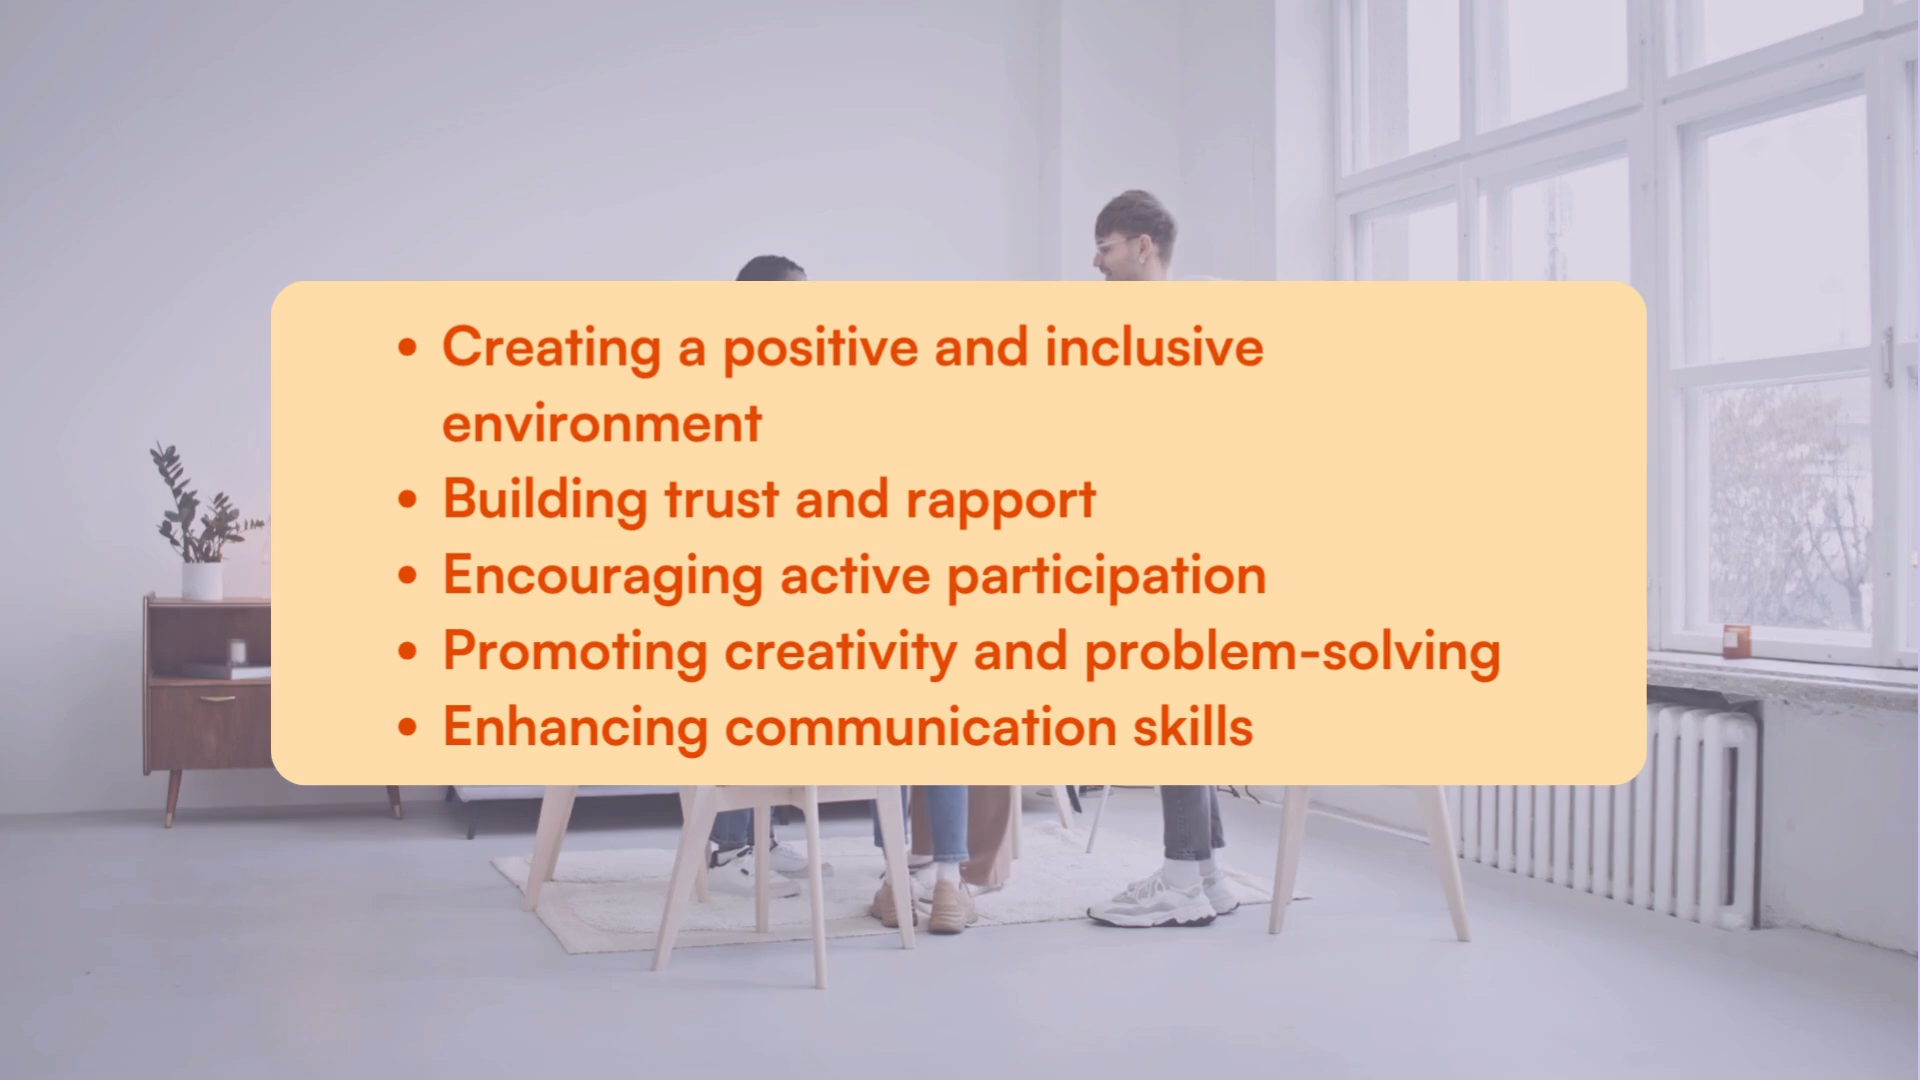 • Creating a positive and inclusive
environment
• Building trust and rapport
• Encouraging active participation
• Promoting creativity and problem-solving
• Enhancing communication skills